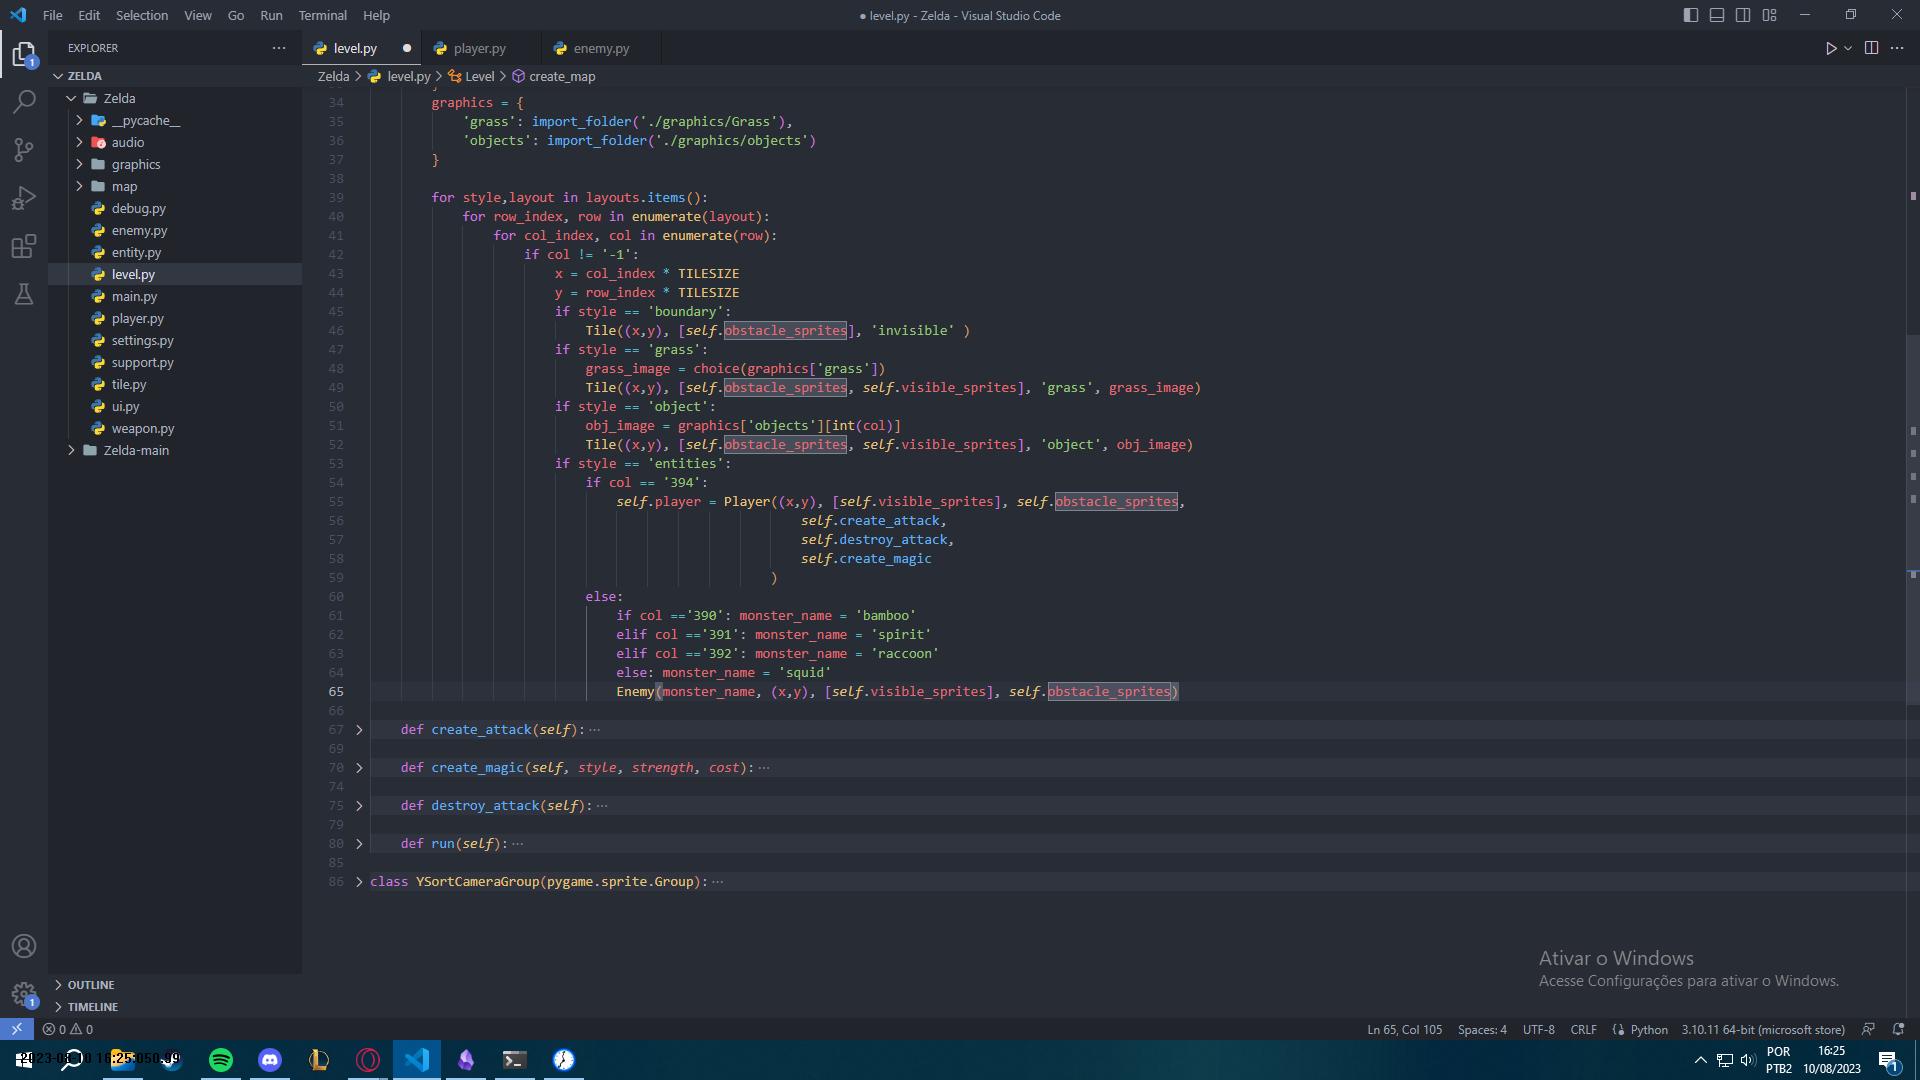 File Edit Selection View Go Run Terminal Help
● level.py - Zelda - Visual Studio Code
EXPLORER
ZELDA
Zelda
__pycache__
audio
graphics
map
debug.py
enemy.py
entity.py
level.py
main.py
player.py
settings.py
support.py
tile.py
ui.py
weapon.py
Zelda-main
OUTLINE
TIMELINE
level.py player.py enemy.py
Zelda > level.py > Level > create_map
34 graphics = {
35 'grass': import_folder('./graphics/Grass'),
36 'objects': import_folder('./graphics/objects')
37 }
38
39 for style,layout in layouts.items():
40 for row_index, row in enumerate(layout):
41 for col_index, col in enumerate(row):
42 if col != '-1':
43 x = col_index * TILESIZE
44 y = row_index * TILESIZE
45 if style == 'boundary':
46 Tile((x,y), [self.obstacle_sprites], 'invisible' )
47 if style == 'grass':
48 grass_image = choice(graphics['grass'])
49 Tile((x,y), [self.obstacle_sprites, self.visible_sprites], 'grass', grass_image)
50 if style == 'object':
51 obj_image = graphics['objects'][int(col)]
52 Tile((x,y), [self.obstacle_sprites, self.visible_sprites], 'object', obj_image)
53 if style == 'entities':
54 if col == '394':
55 self.player = Player((x,y), [self.visible_sprites], self.obstacle_sprites,
56 self.create_attack,
57 self.destroy_attack,
58 self.create_magic
59 )
60 else:
61 if col =='390': monster_name = 'bamboo'
62 elif col =='391': monster_name = 'spirit'
63 elif col =='392': monster_name = 'raccoon'
64 else: monster_name = 'squid'
65 Enemy(monster_name, (x,y), [self.visible_sprites], self.obstacle_sprites)
66
67 def create_attack(self):···
69
70 def create_magic(self, style, strength, cost):···
74
75 def destroy_attack(self):···
79
80 def run(self):···
85
86 class YSortCameraGroup(pygame.sprite.Group):···
Ativar o Windows
Acesse Configurações para ativar o Windows.
0 0
Ln 65, Col 105 Spaces: 4 UTF-8 CRLF Python 3.10.11 64-bit (microsoft store)
POR
PTB2
16:25
10/08/2023